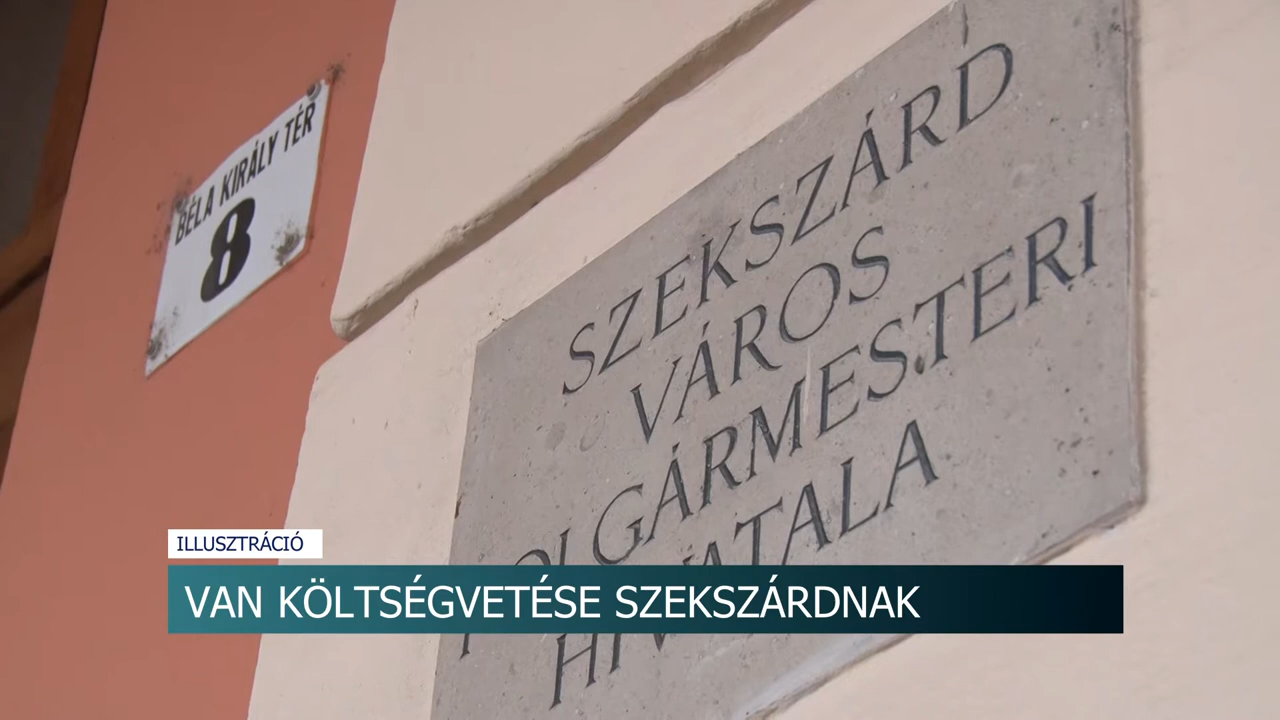 BÉLA KIRÁLY TÉR
8
SZEKSZÁRD
VÁROS
POLGÁRMESTERI
HIVATALA
ILLUSZTRÁCIÓ
VAN KÖLTSÉGVETÉSE SZEKSZÁRDNAK